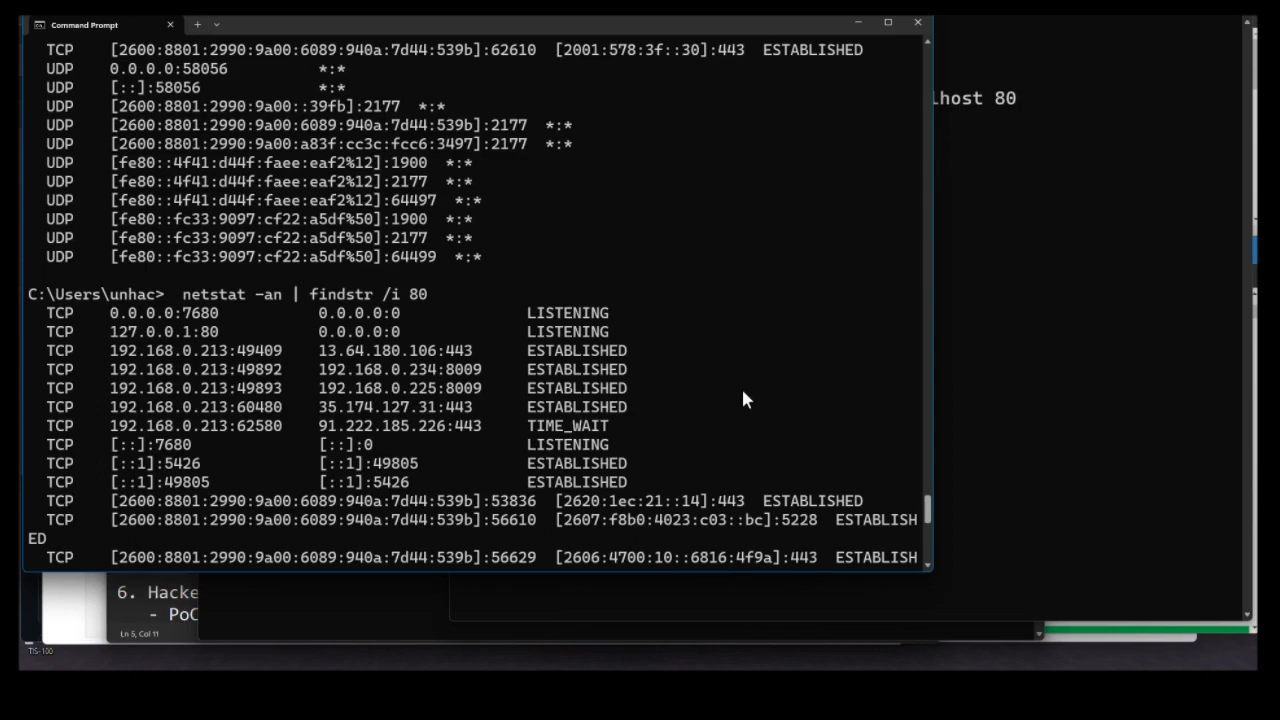 Command Prompt
TCP [2600:8801:2990:9a00:6089:940a:7d44:539b]:62610 [2001:578:3f::30]:443 ESTABLISHED
UDP 0.0.0.0:58056 *:*
UDP [::]:58056 *:*
UDP [2600:8801:2990:9a00::39fb]:2177 *:*
UDP [2600:8801:2990:9a00:6089:940a:7d44:539b]:2177 *:*
UDP [2600:8801:2990:9a00:a83f:cc3c:fcc6:3497]:2177 *:*
UDP [fe80::4f41:d44f:faee:eaf2%12]:1900 *:*
UDP [fe80::4f41:d44f:faee:eaf2%12]:2177 *:*
UDP [fe80::4f41:d44f:faee:eaf2%12]:64497 *:*
UDP [fe80::fc33:9097:cf22:a5df%50]:1900 *:*
UDP [fe80::fc33:9097:cf22:a5df%50]:2177 *:*
UDP [fe80::fc33:9097:cf22:a5df%50]:64499 *:*
C:\Users\unhac> netstat -an | findstr /i 80
TCP 0.0.0.0:7680 0.0.0.0:0 LISTENING
TCP 127.0.0.1:80 0.0.0.0:0 LISTENING
TCP 192.168.0.213:49409 13.64.180.106:443 ESTABLISHED
TCP 192.168.0.213:49892 192.168.0.234:8009 ESTABLISHED
TCP 192.168.0.213:49893 192.168.0.225:8009 ESTABLISHED
TCP 192.168.0.213:60480 35.174.127.31:443 ESTABLISHED
TCP 192.168.0.213:62580 91.222.185.226:443 TIME_WAIT
TCP [::]:7680 [::]:0 LISTENING
TCP [::1]:5426 [::1]:49805 ESTABLISHED
TCP [::1]:49805 [::1]:5426 ESTABLISHED
TCP [2600:8801:2990:9a00:6089:940a:7d44:539b]:53836 [2620:1ec:21::14]:443 ESTABLISHED
TCP [2600:8801:2990:9a00:6089:940a:7d44:539b]:56610 [2607:f8b0:4023:c03::bc]:5228 ESTABLISH
ED
TCP [2600:8801:2990:9a00:6089:940a:7d44:539b]:56629 [2606:4700:10::6816:4f9a]:443 ESTABLISH
lhost 80
6. Hacke
- PoC
Ln 5, Col 11
TIS-100